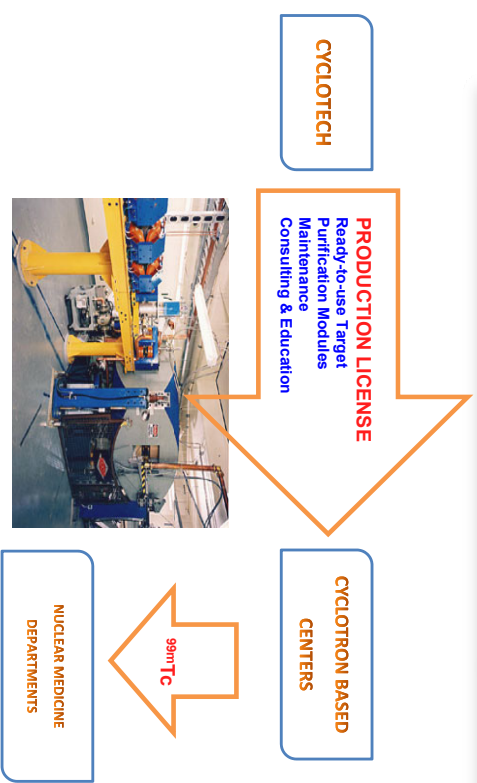 CYCLOTECH
PRODUCTION LICENSE
Ready-to-use Target
Purification Modules
Maintenance
Consulting & Education
CYCLOTRON BASED
CENTERS
99mTc
NUCLEAR MEDICINE
DEPARTMENTS